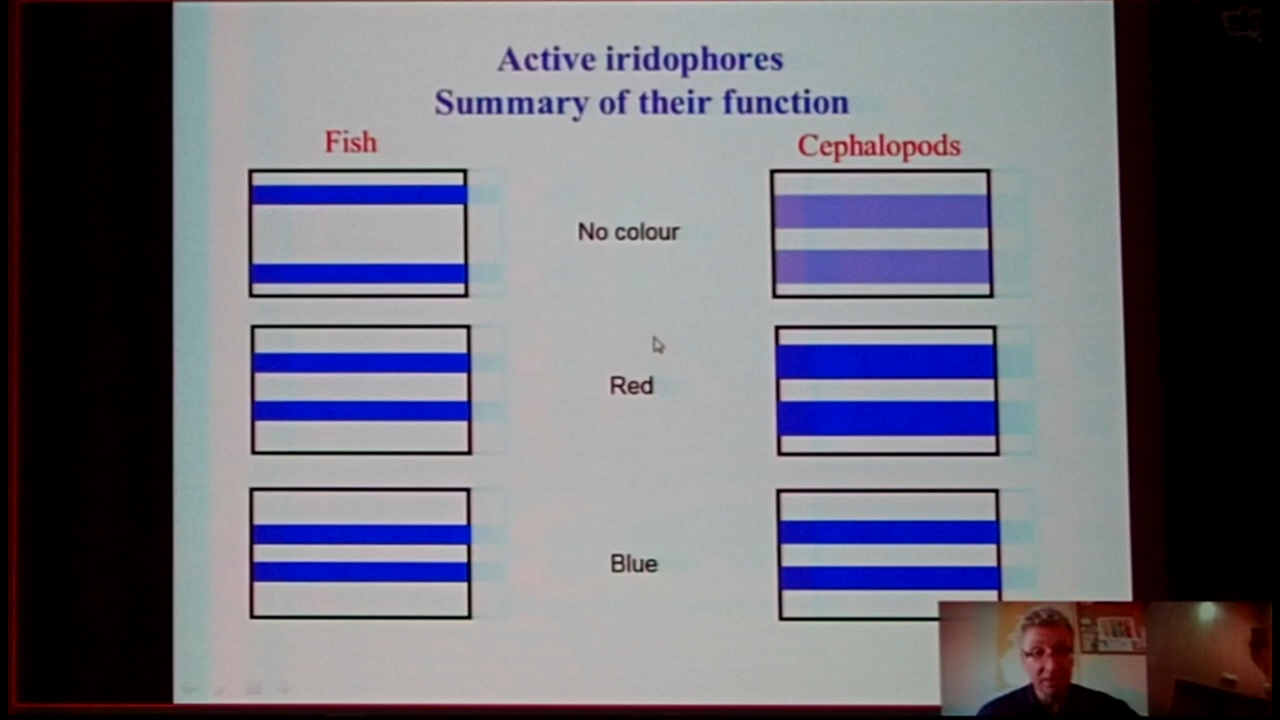 Active iridophores
Summary of their function
Fish
Cephalopods
No colour
Red
Blue